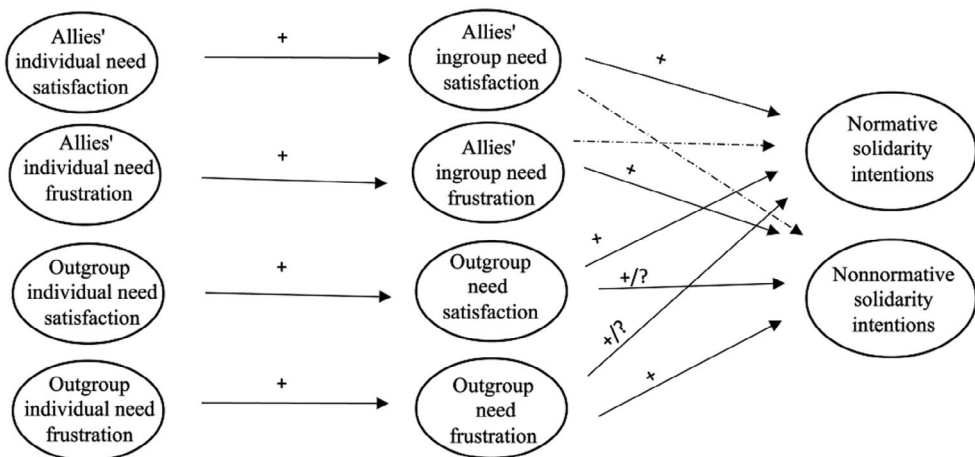 Allies'
individual need
satisfaction
+
Allies'
ingroup need
satisfaction
+
Allies'
individual need
frustration
+
Allies'
ingroup need
frustration
+
Normative
solidarity
intentions
Outgroup
individual need
satisfaction
+
Outgroup
need
satisfaction
+
+/?
Nonnormative
solidarity
intentions
Outgroup
individual need
frustration
+
Outgroup
need
frustration
+/?
+